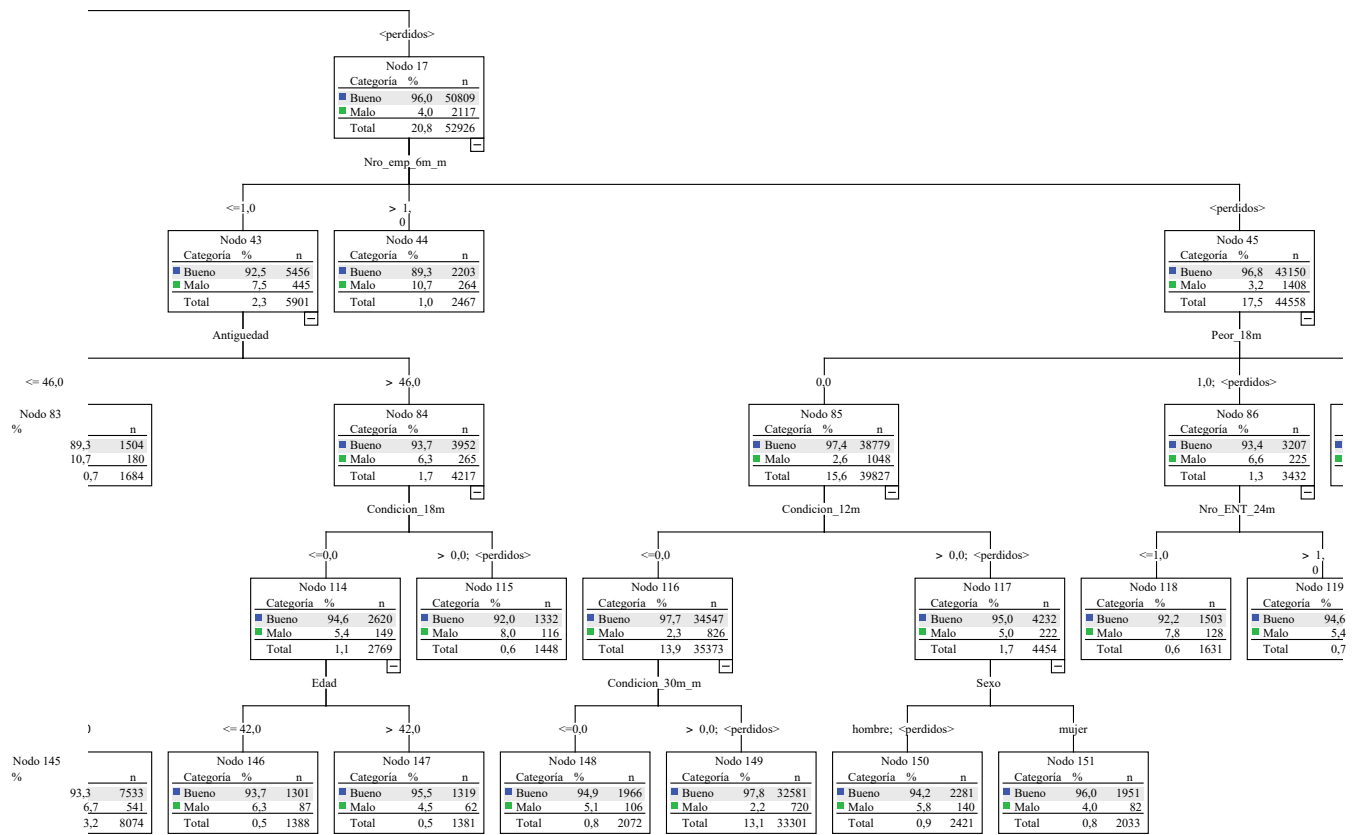 <perdidos>
Nodo 17
Categoría % n
Bueno 96,0 50809
Malo 4,0 2117
Total 20,8 52926
Nro_emp_6m_m
<=1,0
> 1,
0
<perdidos>
Nodo 43
Categoría % n
Bueno 92,5 5456
Malo 7,5 445
Total 2,3 5901
Nodo 44
Categoría % n
Bueno 89,3 2203
Malo 10,7 264
Total 1,0 2467
Nodo 45
Categoría % n
Bueno 96,8 43150
Malo 3,2 1408
Total 17,5 44558
Antiguedad
Peor_18m
<= 46,0
> 46,0
0,0
1,0; <perdidos>
Nodo 83
% n
89,3 1504
10,7 180
0,7 1684
Nodo 84
Categoría % n
Bueno 93,7 3952
Malo 6,3 265
Total 1,7 4217
Nodo 85
Categoría % n
Bueno 97,4 38779
Malo 2,6 1048
Total 15,6 39827
Nodo 86
Categoría % n
Bueno 93,4 3207
Malo 6,6 225
Total 1,3 3432
Condicion_18m
Condicion_12m
Nro_ENT_24m
<=0,0
> 0,0; <perdidos>
<=0,0
> 0,0; <perdidos>
<=1,0
> 1,
0
Nodo 114
Categoría % n
Bueno 94,6 2620
Malo 5,4 149
Total 1,1 2769
Nodo 115
Categoría % n
Bueno 92,0 1332
Malo 8,0 116
Total 0,6 1448
Nodo 116
Categoría % n
Bueno 97,7 34547
Malo 2,3 826
Total 13,9 35373
Nodo 117
Categoría % n
Bueno 95,0 4232
Malo 5,0 222
Total 1,7 4454
Nodo 118
Categoría % n
Bueno 92,2 1503
Malo 7,8 128
Total 0,6 1631
Nodo 119
Categoría %
Bueno 94,6
Malo 5,4
Total 0,7
Edad
Condicion_30m_m
Sexo
<= 42,0
> 42,0
<=0,0
> 0,0; <perdidos>
hombre; <perdidos>
mujer
Nodo 145
% n
93,3 7533
6,7 541
3,2 8074
Nodo 146
Categoría % n
Bueno 93,7 1301
Malo 6,3 87
Total 0,5 1388
Nodo 147
Categoría % n
Bueno 95,5 1319
Malo 4,5 62
Total 0,5 1381
Nodo 148
Categoría % n
Bueno 94,9 1966
Malo 5,1 106
Total 0,8 2072
Nodo 149
Categoría % n
Bueno 97,8 32581
Malo 2,2 720
Total 13,1 33301
Nodo 150
Categoría % n
Bueno 94,2 2281
Malo 5,8 140
Total 0,9 2421
Nodo 151
Categoría % n
Bueno 96,0 1951
Malo 4,0 82
Total 0,8 2033